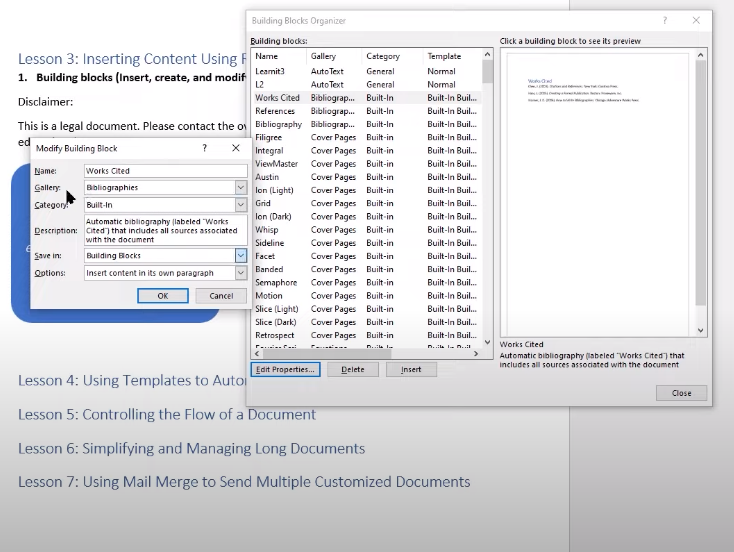 Lesson 3: Inserting Content Using
1. Building blocks (Insert, create, and modif
Disclaimer:
This is a legal document. Please contact the
Modify Building Block
? X
Name: Works Cited
Gallery: Bibliographies
Category: Built-In
Description: Automatic bibliography (labeled "Works
Cited") that includes all sources associated
with the document
Save in: Building Blocks
Options: Insert content in its own paragraph
OK Cancel
Lesson 4: Using Templates to Auto
Lesson 5: Controlling the Flow of a Document
Lesson 6: Simplifying and Managing Long Documents
Lesson 7: Using Mail Merge to Send Multiple Customized Documents
Building Blocks Organizer
? X
Building blocks:
Name Gallery Category Template
Learnit3 AutoText General Normal
L2 AutoText General Normal
Works Cited Bibliograp... Built-In Built-In Buil...
References Bibliograp... Built-In Built-In Buil...
Bibliography Bibliograp... Built-In Built-In Buil...
Filigree Cover Pages Built-in Built-In Buil...
Integral Cover Pages Built-in Built-In Buil...
ViewMaster Cover Pages Built-in Built-In Buil...
Austin Cover Pages Built-in Built-In Buil...
Ion (Light) Cover Pages Built-in Built-In Buil...
Grid Cover Pages Built-in Built-In Buil...
Ion (Dark) Cover Pages Built-in Built-In Buil...
Whisp Cover Pages Built-in Built-In Buil...
Sideline Cover Pages Built-in Built-In Buil...
Facet Cover Pages Built-in Built-In Buil...
Banded Cover Pages Built-in Built-In Buil...
Semaphore Cover Pages Built-in Built-In Buil...
Motion Cover Pages Built-in Built-In Buil...
Slice (Light) Cover Pages Built-in Built-In Buil...
Slice (Dark) Cover Pages Built-in Built-In Buil...
Retrospect Cover Pages Built-in Built-In Buil...
Edit Properties... Delete Insert
Click a building block to see its preview
Works Cited
Works Cited
Automatic bibliography (labeled "Works Cited") that
includes all sources associated with the document
Close